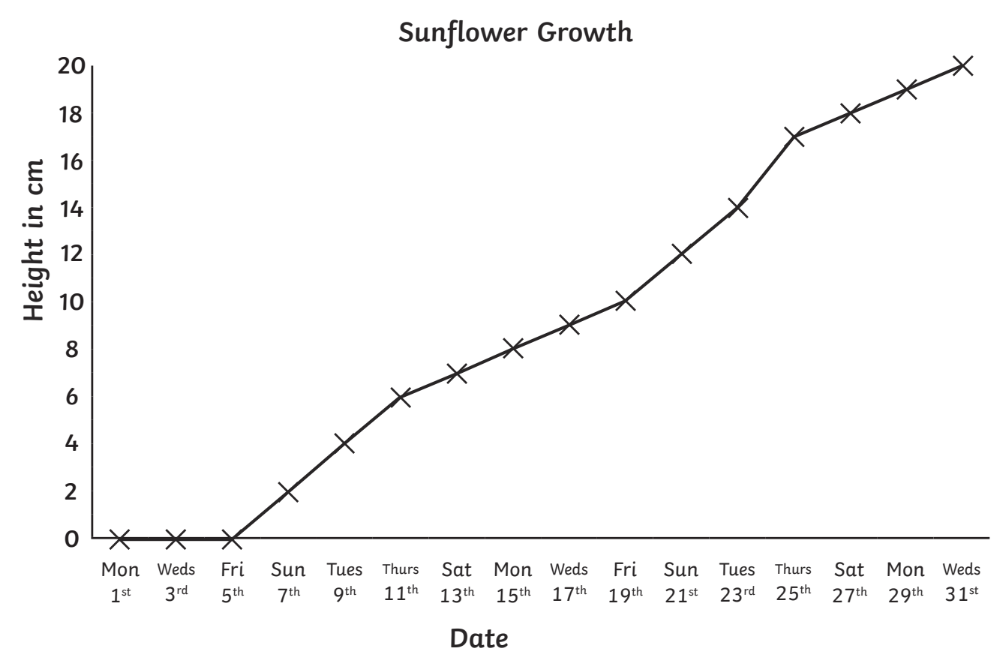 Sunflower Growth
Height in cm
20
18
16
14
12
10
8
6
4
2
0
Mon Weds Fri Sun Tues Thurs Sat Mon Weds Fri Sun Tues Thurs Sat Mon Weds
1st 3rd 5th 7th 9th 11th 13th 15th 17th 19th 21st 23rd 25th 27th 29th 31st
Date